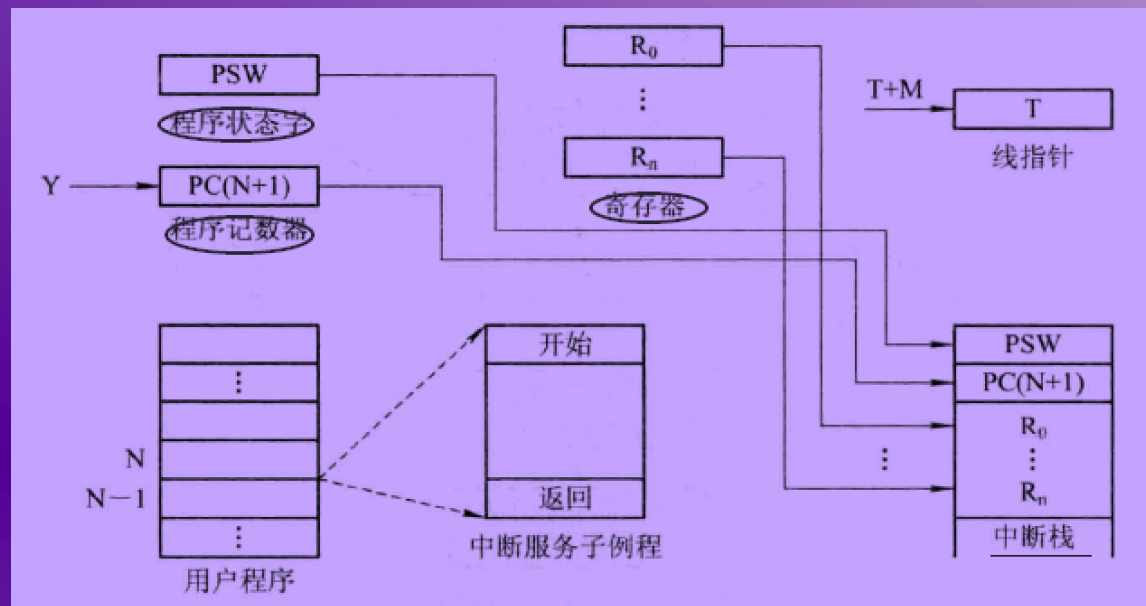 PSW
程序状态字
Y
PC(N+1)
程序记数器
R₀
⋮
Rₙ
寄存器
T+M
T
线指针
⋮
N
N－1
⋮
用户程序
开始
返回
中断服务子例程
PSW
PC(N+1)
R₀
⋮
⋮
Rₙ
中断栈